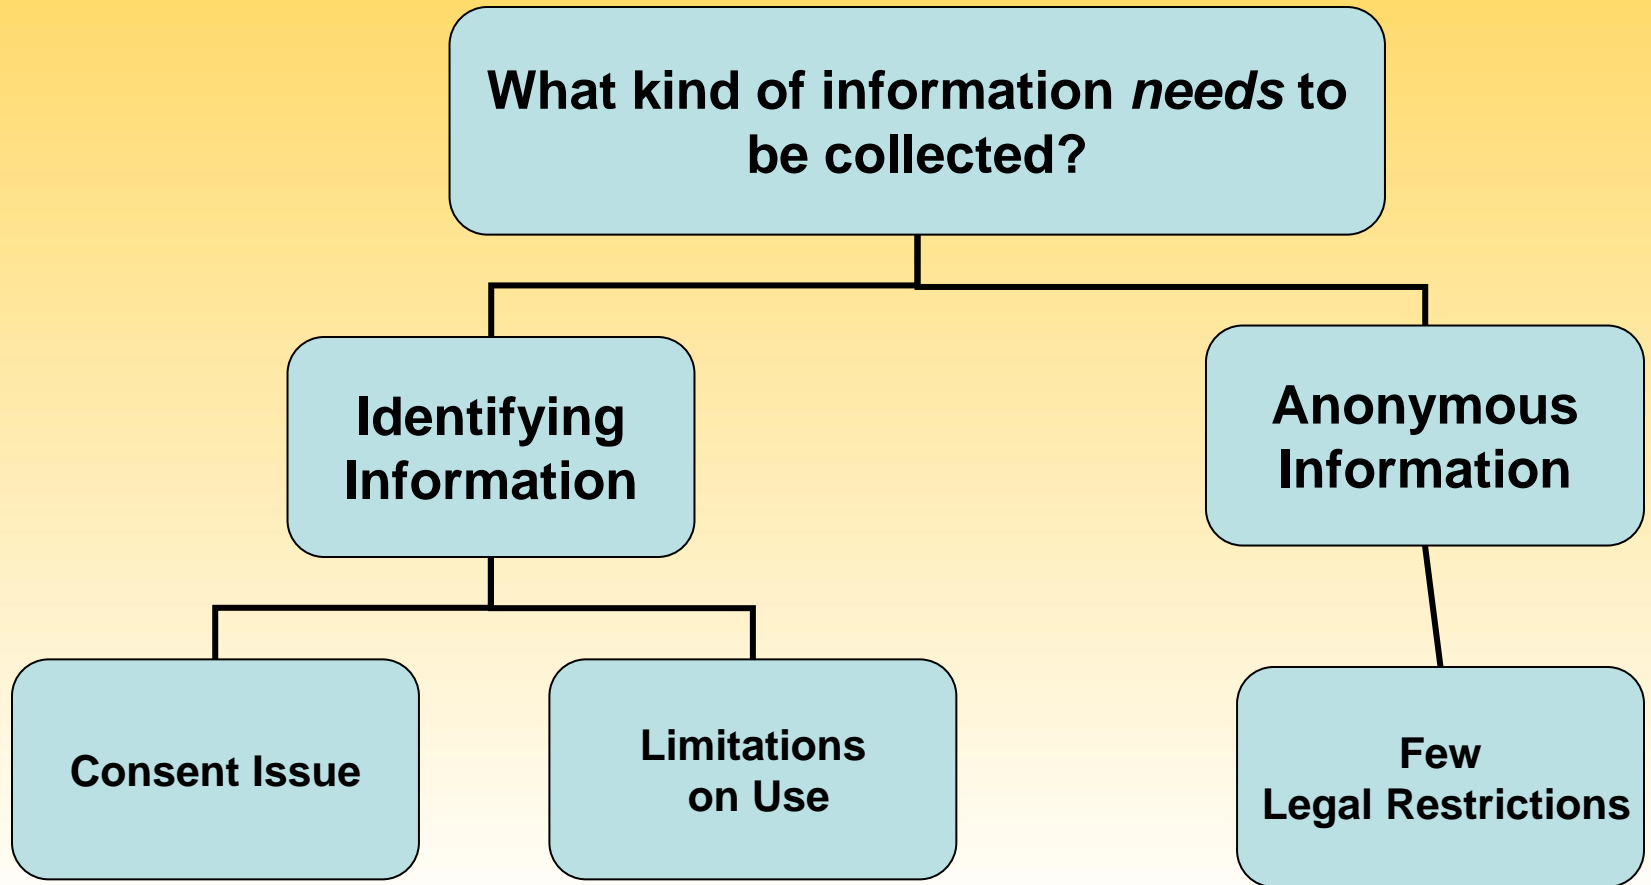 What kind of information needs to
be collected?
Identifying
Information
Anonymous
Information
Consent Issue
Limitations
on Use
Few
Legal Restrictions